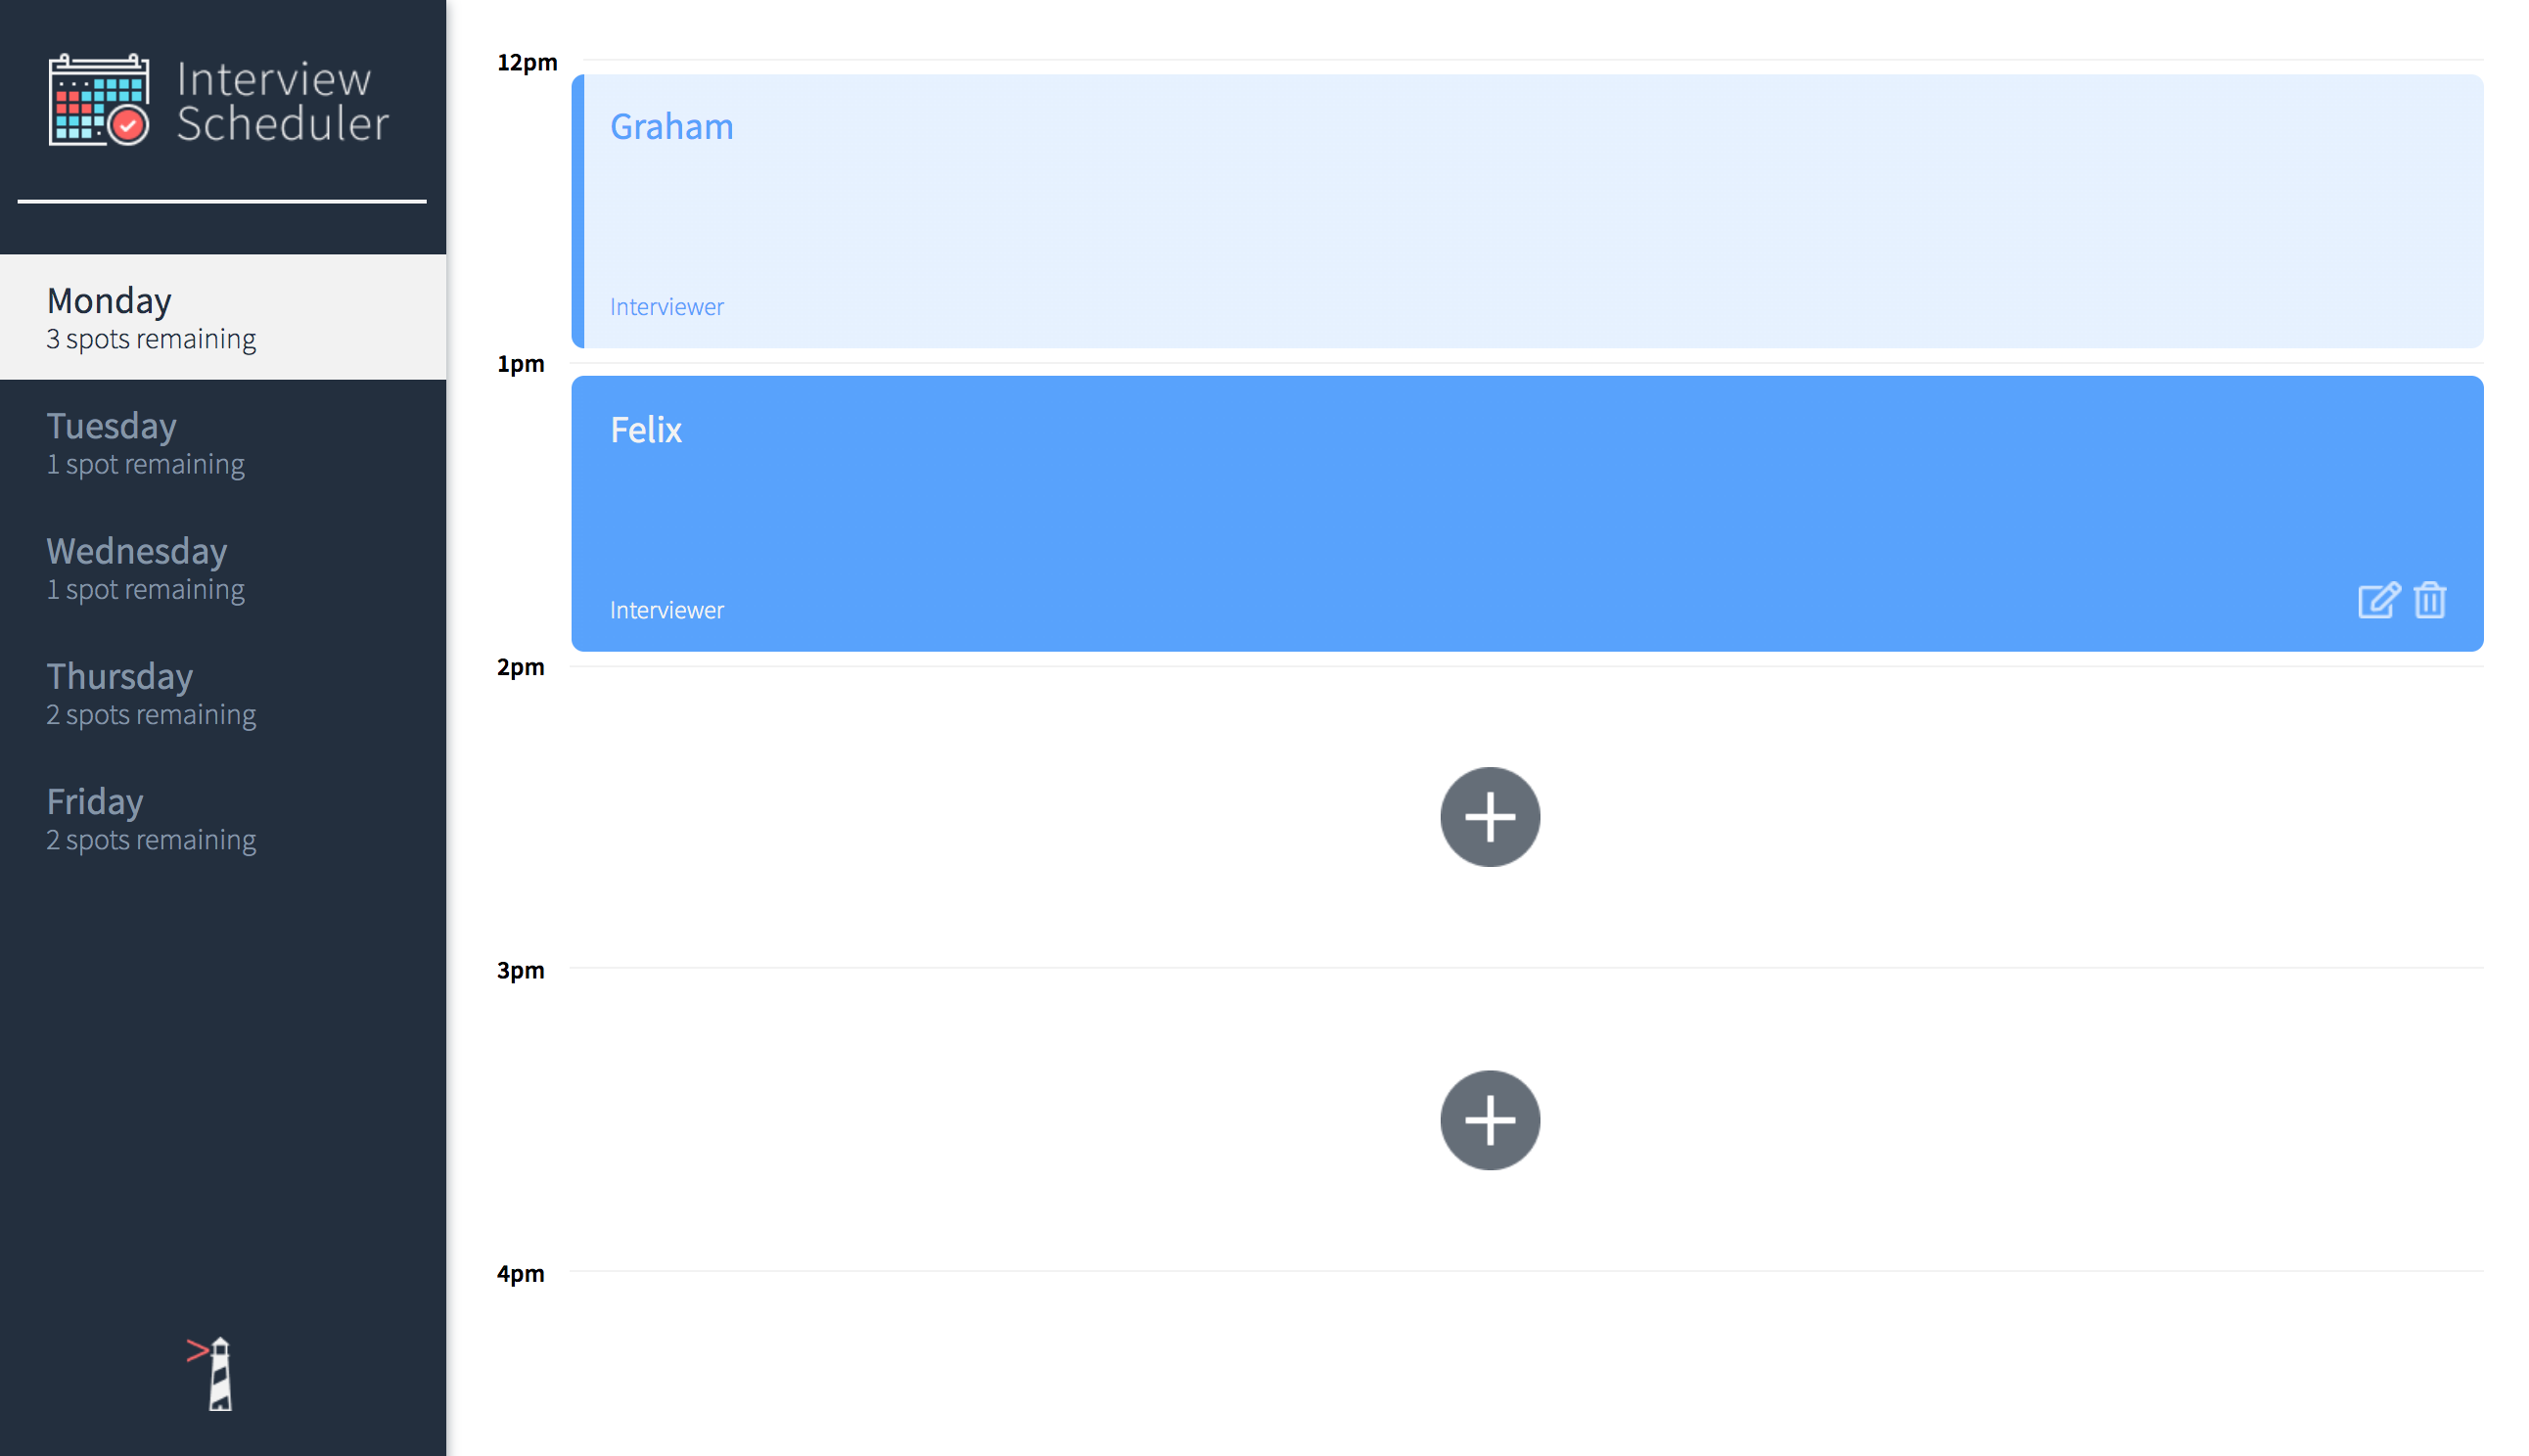 Interview
Scheduler
Monday
3 spots remaining
Tuesday
1 spot remaining
Wednesday
1 spot remaining
Thursday
2 spots remaining
Friday
2 spots remaining
>
12pm
Graham
Interviewer
1pm
Felix
Interviewer
2pm
3pm
4pm